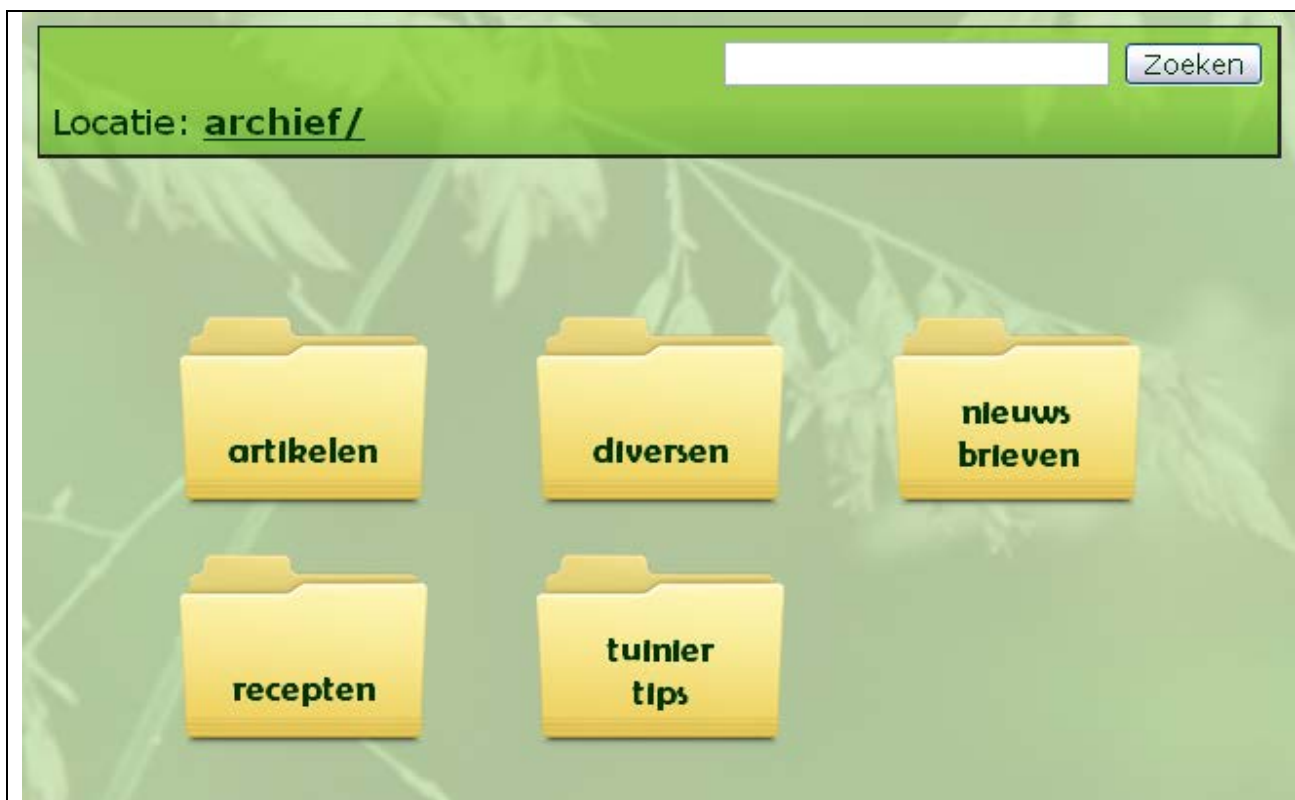 Zoeken
Locatie: archief/
artikelen
diversen
nieuws
brieven
recepten
tuinier
tips